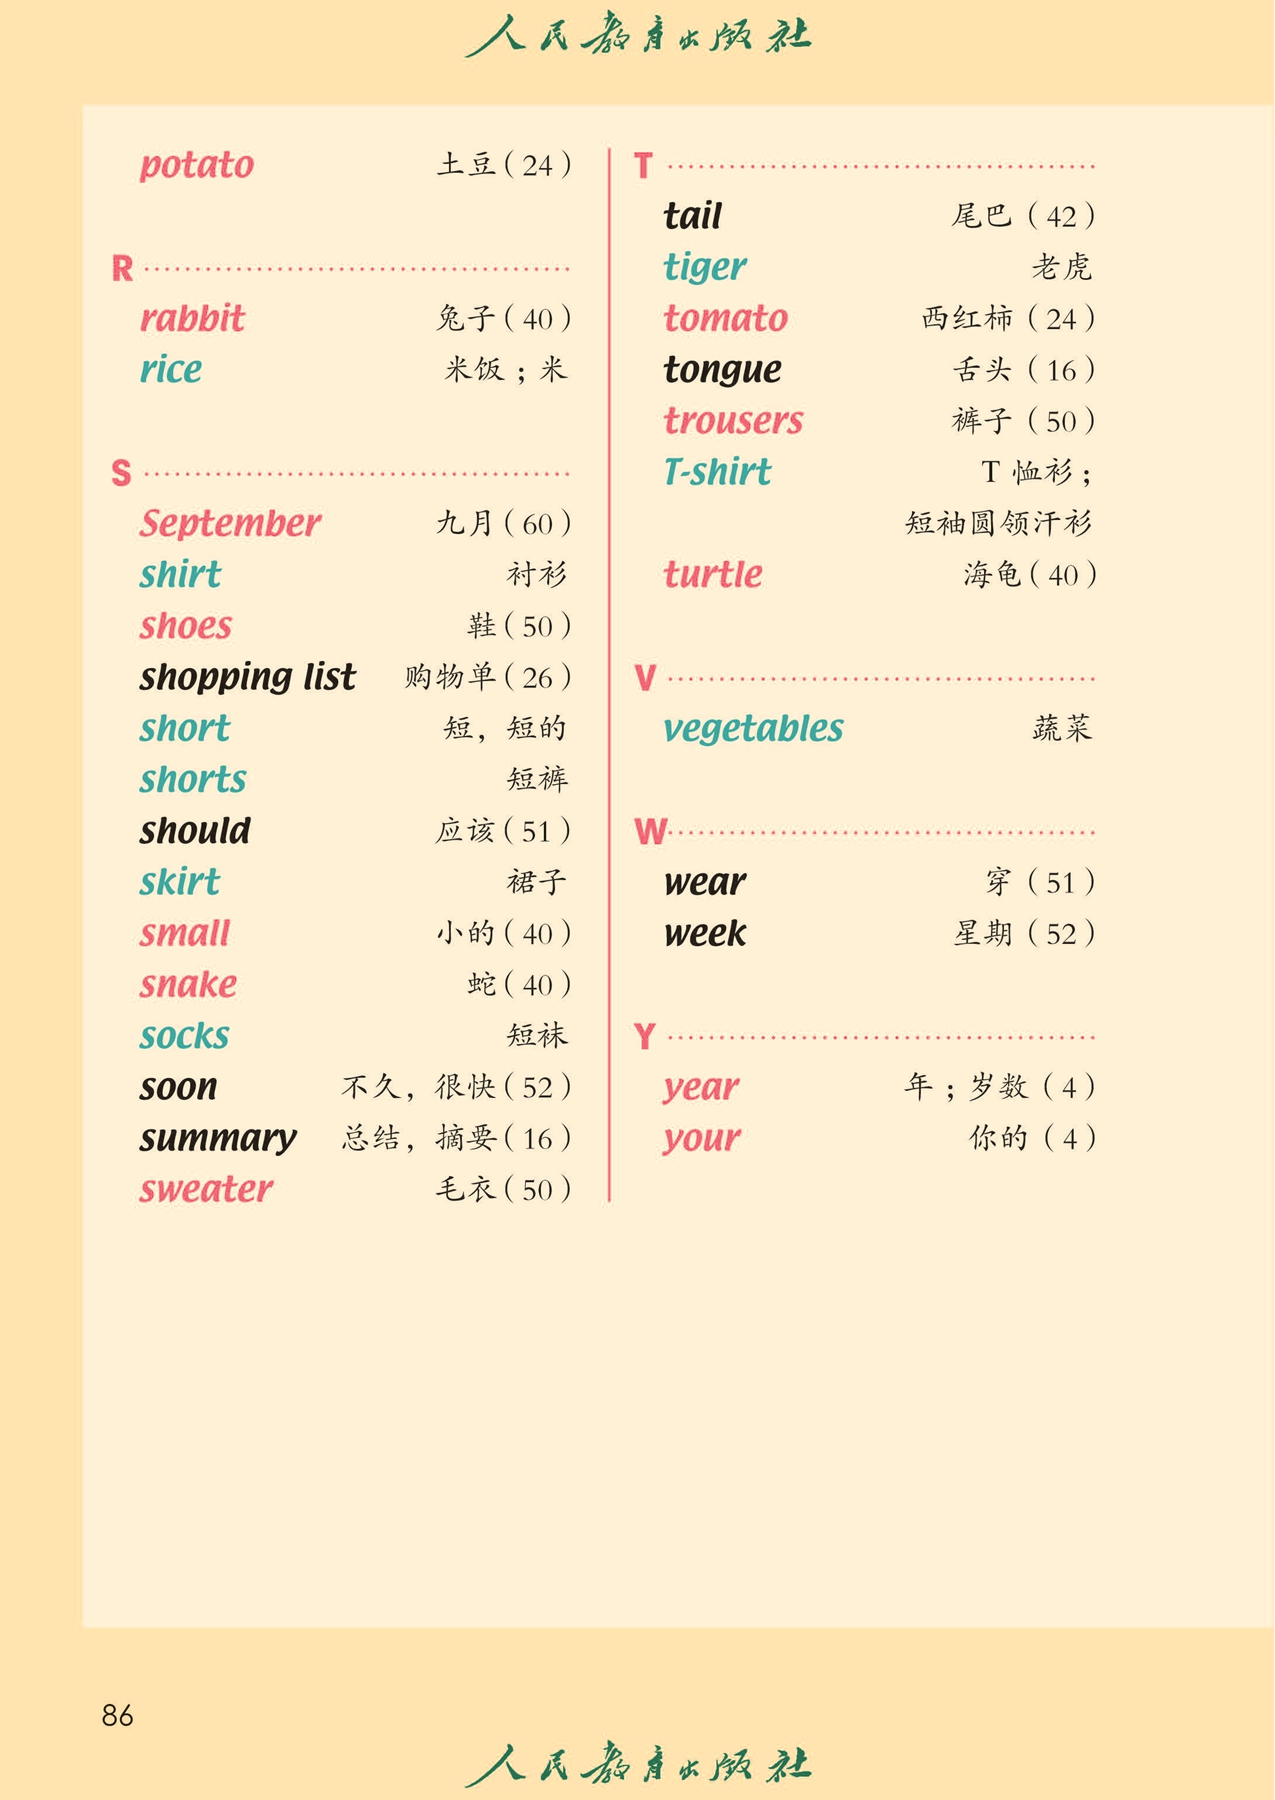 人民教育出版社
potato 土豆(24)
R
rabbit 兔子(40)
rice 米饭;米
S
September 九月(60)
shirt 衬衫
shoes 鞋(50)
shopping list 购物单(26)
short 短，短的
shorts 短裤
should 应该(51)
skirt 裙子
small 小的(40)
snake 蛇(40)
socks 短袜
soon 不久，很快(52)
summary 总结，摘要(16)
sweater 毛衣(50)
T
tail 尾巴(42)
tiger 老虎
tomato 西红柿(24)
tongue 舌头(16)
trousers 裤子(50)
T-shirt T 恤衫;
短袖圆领汗衫
turtle 海龟(40)
V
vegetables 蔬菜
W
wear 穿(51)
week 星期(52)
Y
year 年;岁数(4)
your 你的(4)
86
人民教育出版社